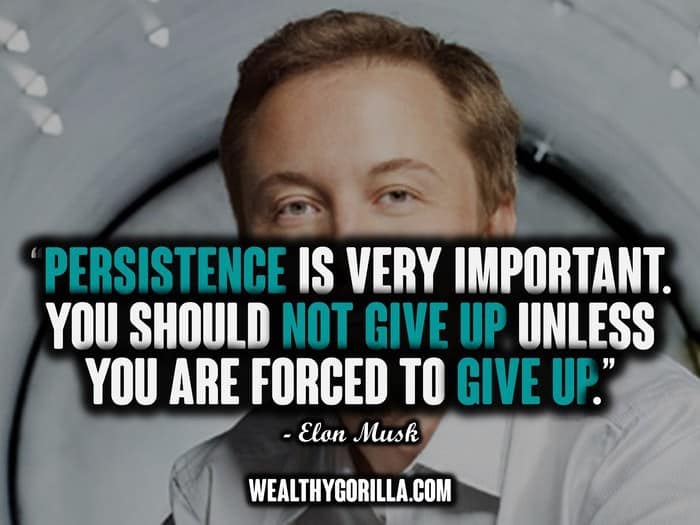 “PERSISTENCE IS VERY IMPORTANT.
YOU SHOULD NOT GIVE UP UNLESS
YOU ARE FORCED TO GIVE UP.”
- Elon Musk
WEALTHYGORILLA.COM